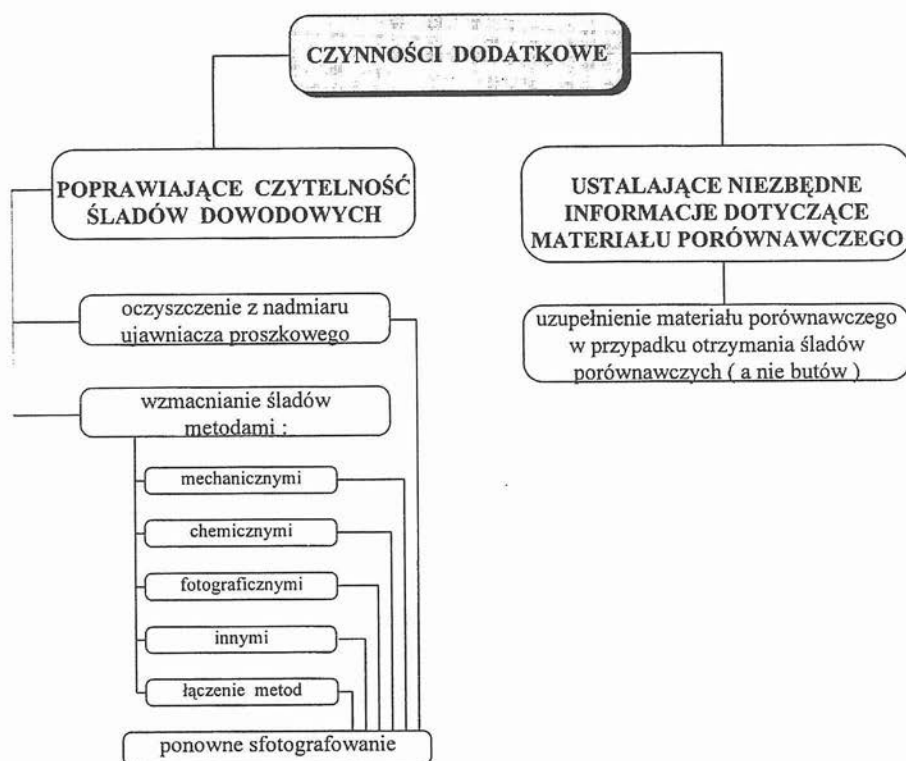 CZYNNOŚCI DODATKOWE
POPRAWIAJĄCE CZYTELNOŚĆ
ŚLADÓW DOWODOWYCH
oczyszczenie z nadmiaru
ujawniacza proszkowego
wzmacnianie śladów
metodami :
mechanicznymi
chemicznymi
fotograficznymi
innymi
łączenie metod
ponowne sfotografowanie
USTALAJĄCE NIEZBĘDNE
INFORMACJE DOTYCZĄCE
MATERIAŁU PORÓWNAWCZEGO
uzupełnienie materiału porównawczego
w przypadku otrzymania śladów
porównawczych ( a nie butów )